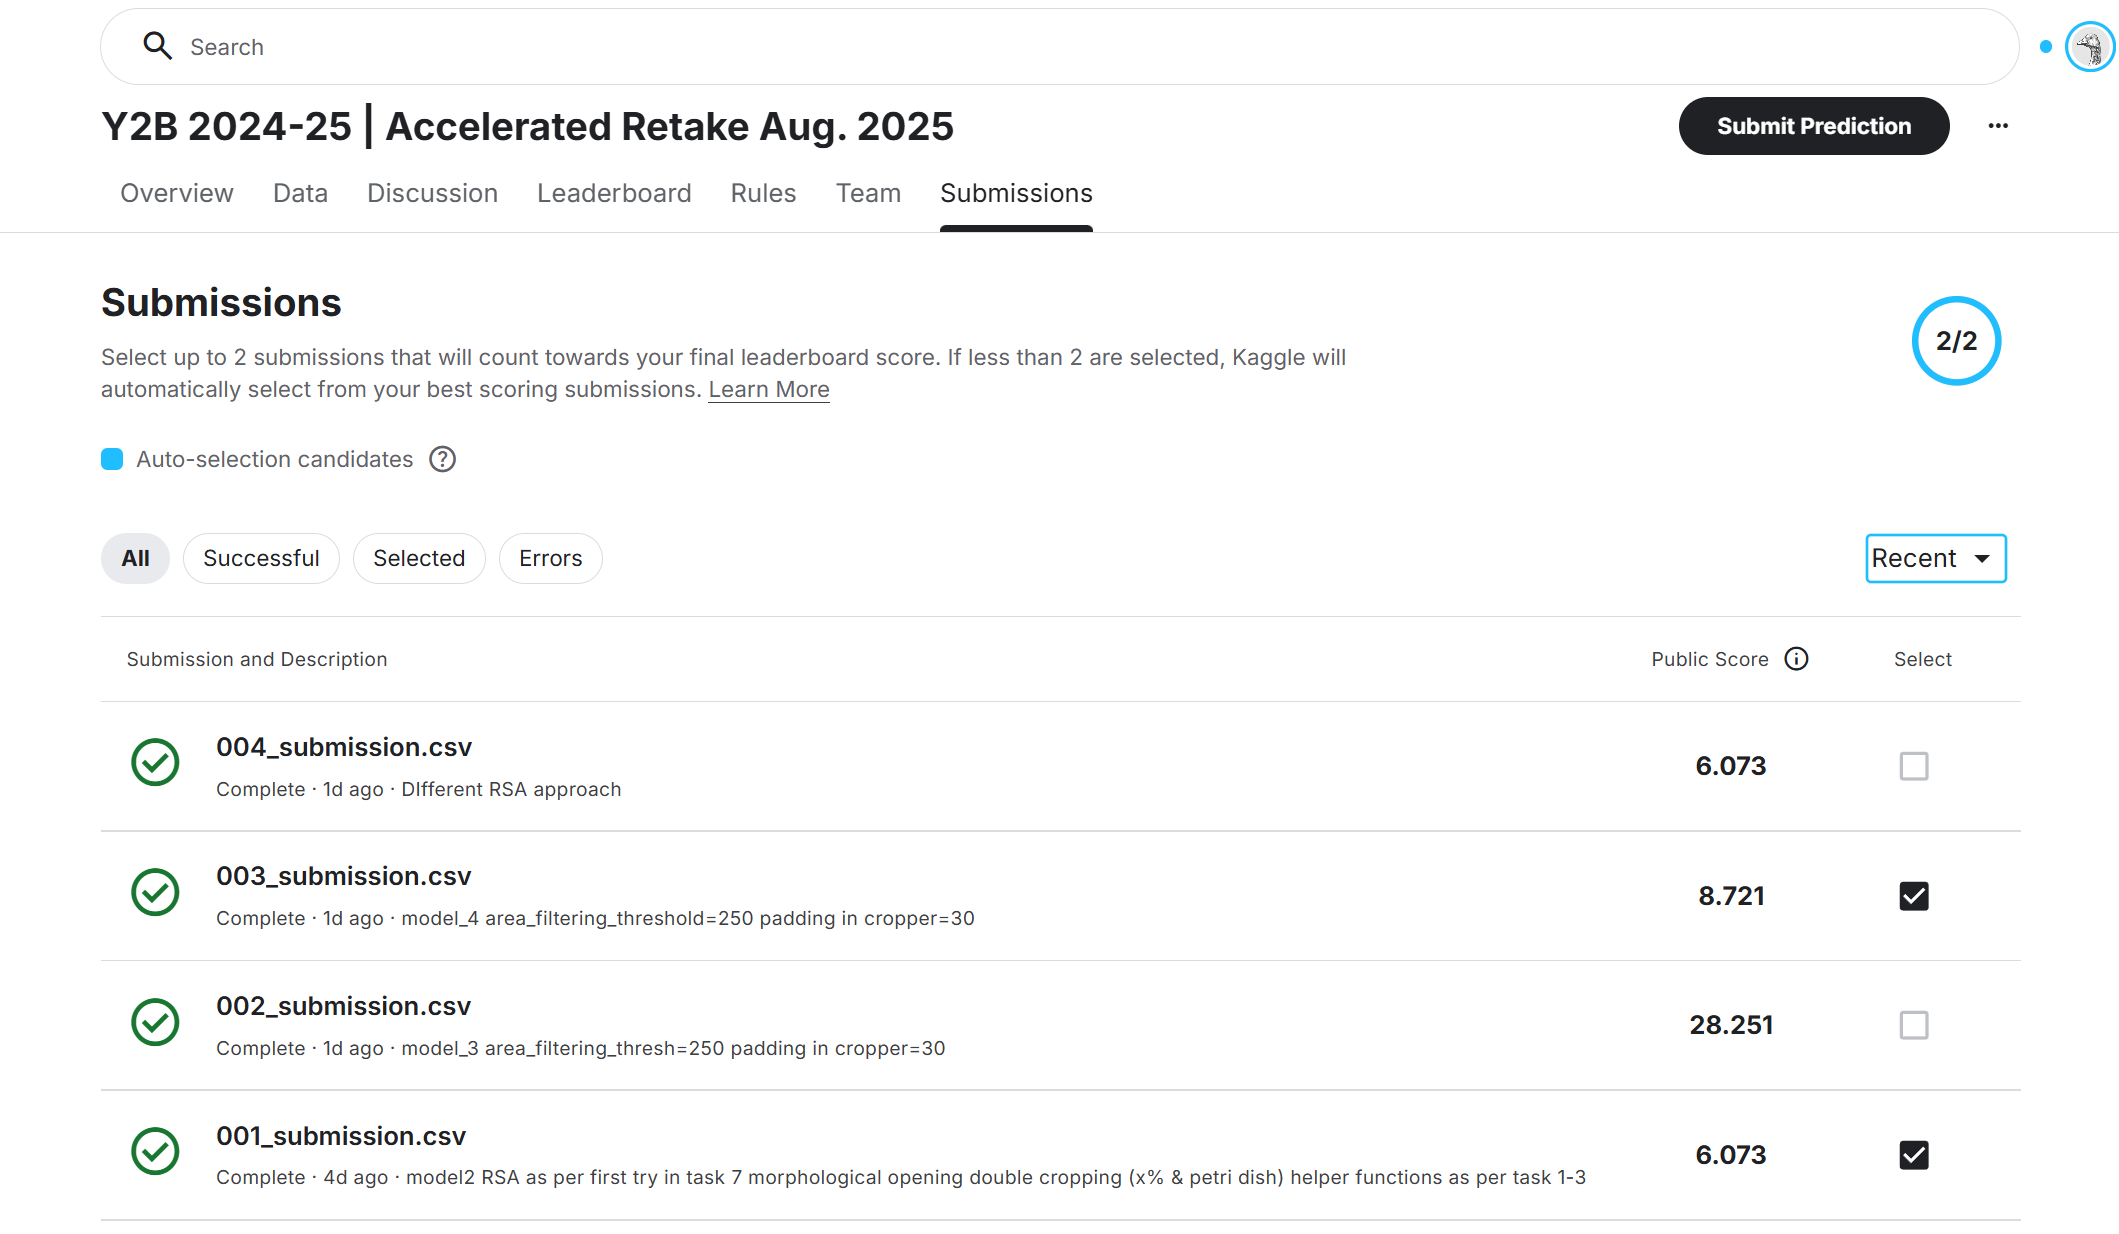 Search
Y2B 2024-25 | Accelerated Retake Aug. 2025
Submit Prediction
...
Overview Data Discussion Leaderboard Rules Team Submissions
Submissions
Select up to 2 submissions that will count towards your final leaderboard score. If less than 2 are selected, Kaggle will
automatically select from your best scoring submissions. Learn More
2/2
Auto-selection candidates ?
All Successful Selected Errors
Recent
Submission and Description Public Score i Select
004_submission.csv
Complete · 1d ago · DIfferent RSA approach
6.073
003_submission.csv
Complete · 1d ago · model_4 area_filtering_threshold=250 padding in cropper=30
8.721
002_submission.csv
Complete · 1d ago · model_3 area_filtering_thresh=250 padding in cropper=30
28.251
001_submission.csv
Complete · 4d ago · model2 RSA as per first try in task 7 morphological opening double cropping (x% & petri dish) helper functions as per task 1-3
6.073